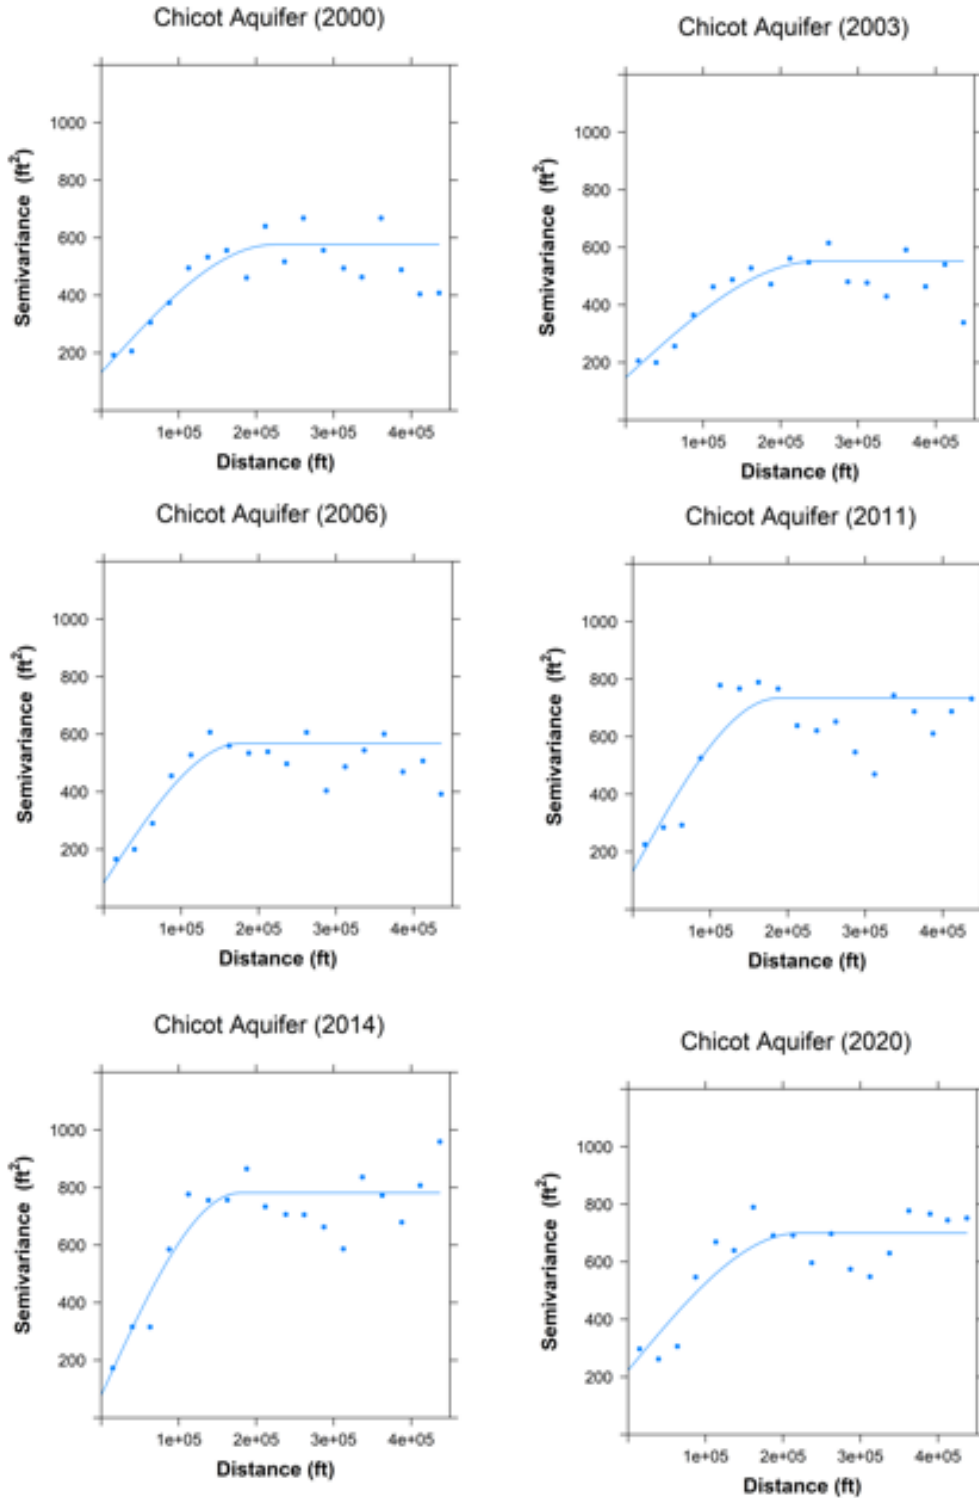 Chicot Aquifer (2000)
Semivariance (ft²)
1000
800
600
400
200
1e+05 2e+05 3e+05 4e+05
Distance (ft)
Chicot Aquifer (2003)
Semivariance (ft²)
1000
800
600
400
200
1e+05 2e+05 3e+05 4e+05
Distance (ft)
Chicot Aquifer (2006)
Semivariance (ft²)
1000
800
600
400
200
1e+05 2e+05 3e+05 4e+05
Distance (ft)
Chicot Aquifer (2011)
Semivariance (ft²)
1000
800
600
400
200
1e+05 2e+05 3e+05 4e+05
Distance (ft)
Chicot Aquifer (2014)
Semivariance (ft²)
1000
800
600
400
200
1e+05 2e+05 3e+05 4e+05
Distance (ft)
Chicot Aquifer (2020)
Semivariance (ft²)
1000
800
600
400
200
1e+05 2e+05 3e+05 4e+05
Distance (ft)